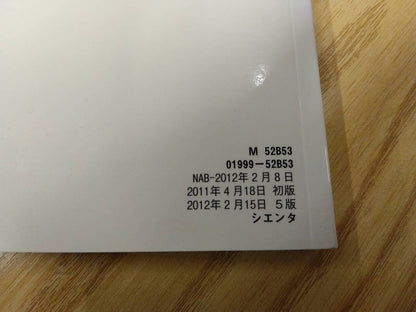 M 52B53
01999-52B53
NAB-2012年2月8日
2011年4月18日 初版
2012年2月15日 5版
シエンタ